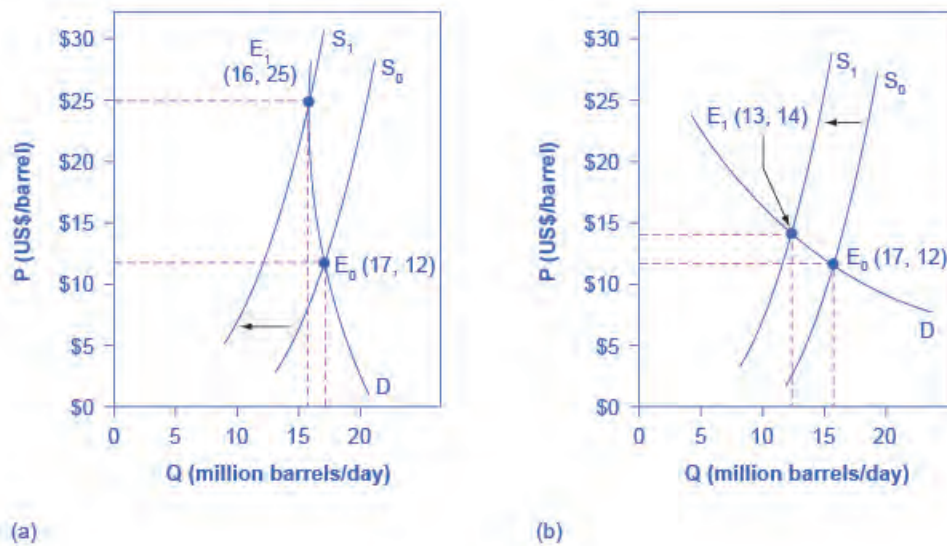 $30
$25
$20
$15
$10
$5
$0
P (US$/barrel)
E1
(16, 25)
S1
S0
E0 (17, 12)
D
0 5 10 15 20
Q (million barrels/day)
(a)
$30
$25
$20
$15
$10
$5
$0
P (US$/barrel)
S1
S0
E1 (13, 14)
E0 (17, 12)
D
0 5 10 15 20
Q (million barrels/day)
(b)